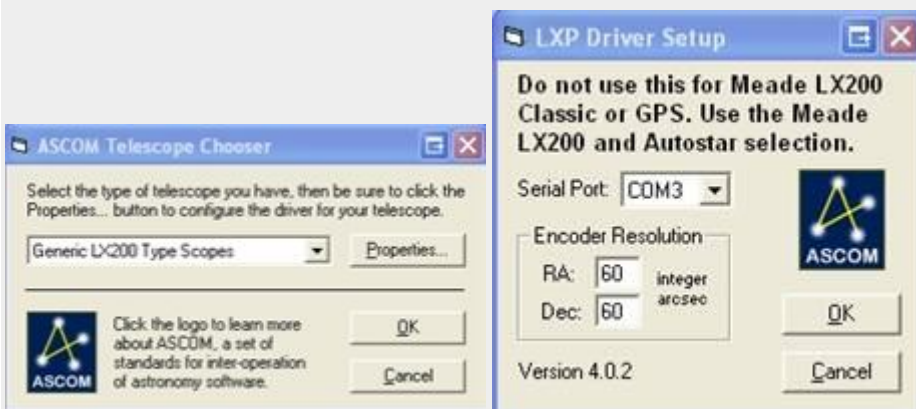 ASCOM Telescope Chooser
Select the type of telescope you have, then be sure to click the
Properties... button to configure the driver for your telescope.
Generic LX200 Type Scopes
Properties...
ASCOM
Click the logo to learn more
about ASCOM, a set of
standards for inter-operation
of astronomy software.
OK
Cancel
LXP Driver Setup
Do not use this for Meade LX200
Classic or GPS. Use the Meade
LX200 and Autostar selection.
Serial Port: COM3
ASCOM
Encoder Resolution
RA: 60
Dec: 60
integer
arcsec
OK
Version 4.0.2
Cancel